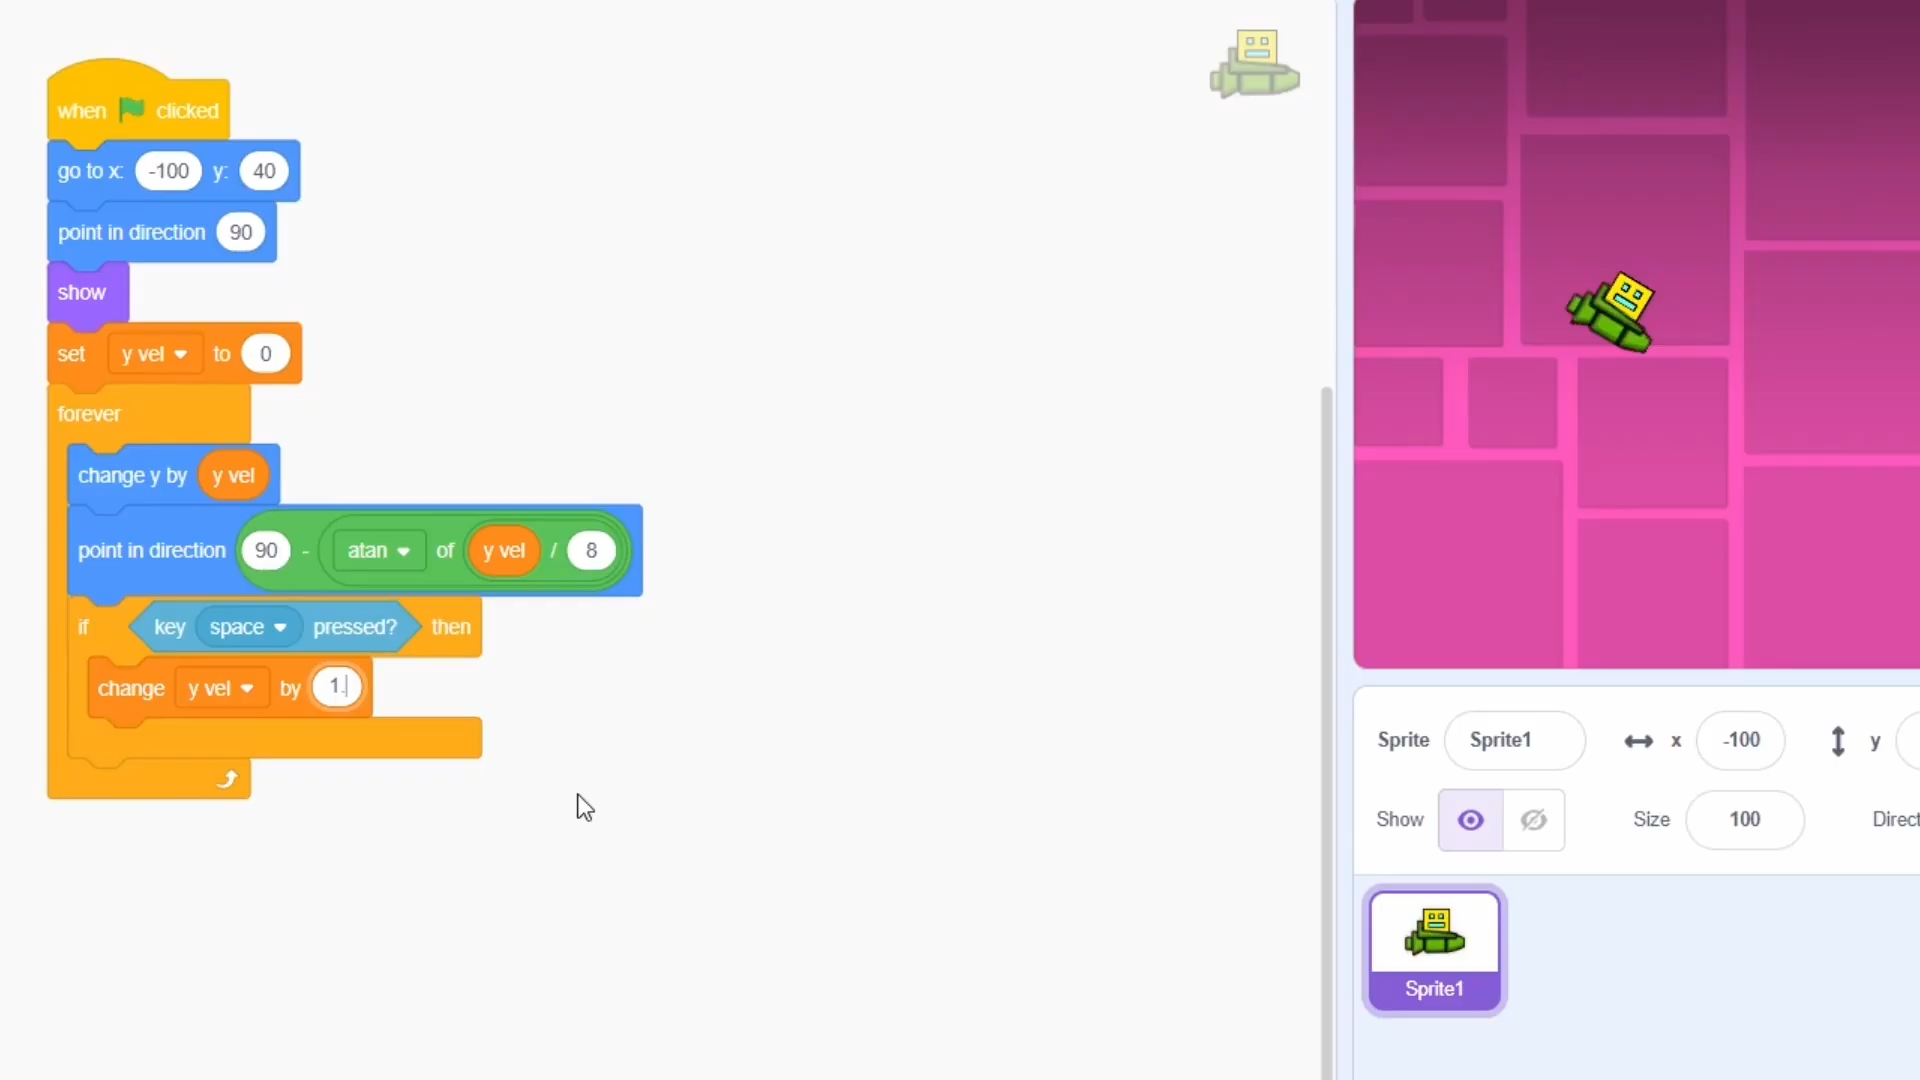 when clicked
go to x: -100 y: 40
point in direction 90
show
set y vel to 0
forever
change y by y vel
point in direction 90 - atan of y vel / 8
if key space pressed? then
change y vel by 1.
Sprite Sprite1 x -100 y
Show Size 100 Direct
Sprite1